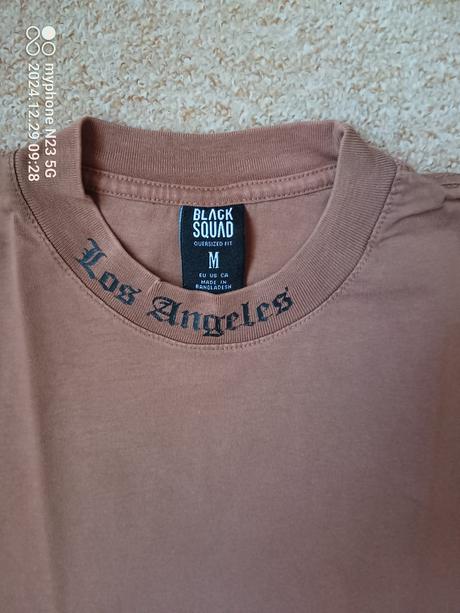 myphone N23 5G
2024.12.29 09:28
BLACK
SQUAD
OVERSIZED FIT
M
EU US CA
MADE IN
BANGLADESH
Los Angeles